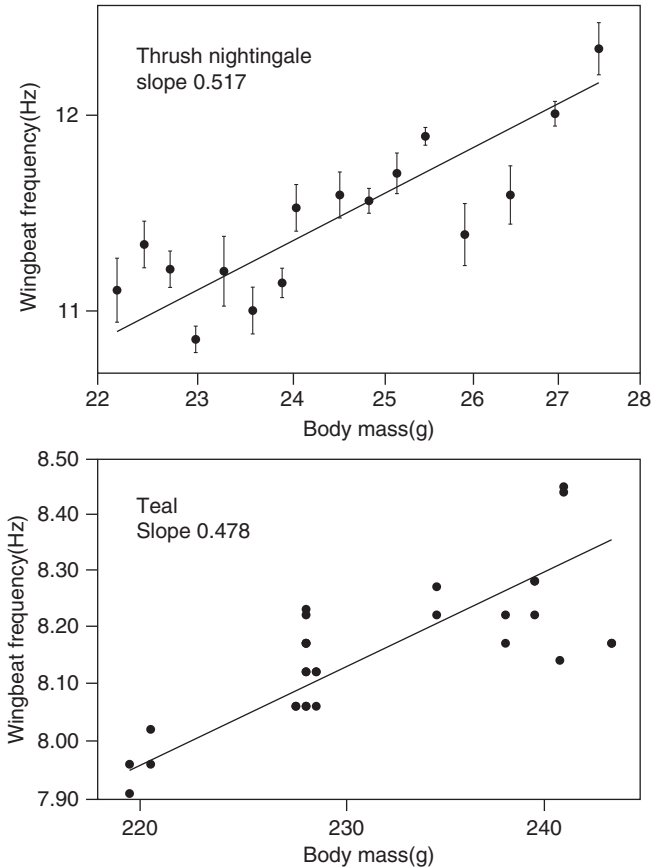 Thrush nightingale
slope 0.517
Wingbeat frequency(Hz)
12
11
22 23 24 25 26 27 28
Body mass(g)
Teal
Slope 0.478
Wingbeat frequency(Hz)
8.50
8.40
8.30
8.20
8.10
8.00
7.90
220 230 240
Body mass(g)